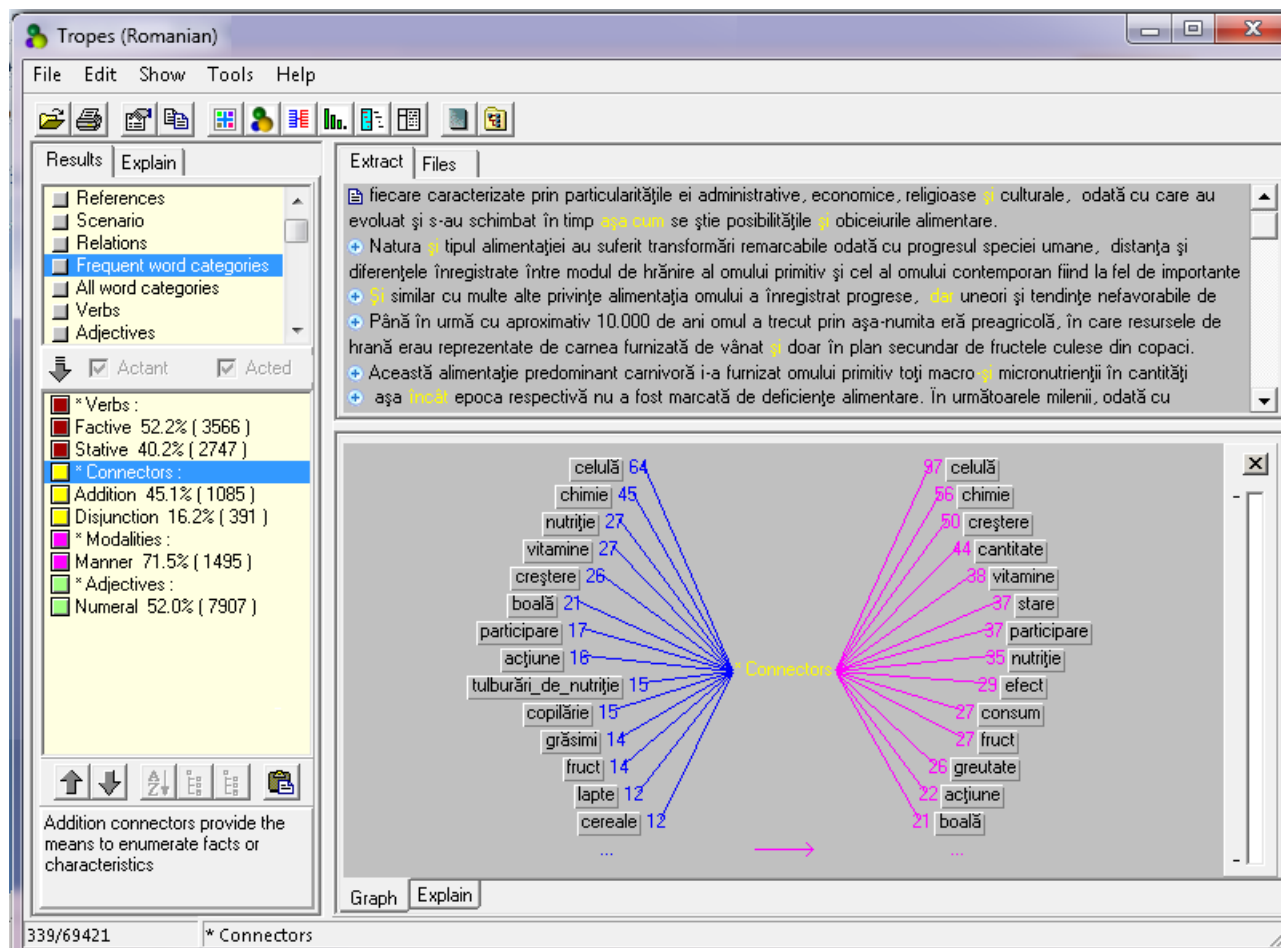 Tropes (Romanian)
File Edit Show Tools Help
Results Explain
References
Scenario
Relations
Frequent word categories
All word categories
Verbs
Adjectives
Actant Acted
* Verbs :
Factive 52.2% ( 3566 )
Stative 40.2% ( 2747 )
* Connectors :
Addition 45.1% ( 1085 )
Disjunction 16.2% ( 391 )
* Modalities :
Manner 71.5% ( 1495 )
* Adjectives :
Numeral 52.0% ( 7907 )
Addition connectors provide the
means to enumerate facts or
characteristics
Extract Files
fiecare caracterizate prin particularităţile ei administrative, economice, religioase şi culturale, odată cu care au
evoluat şi s-au schimbat în timp aşa cum se ştie posibilităţile şi obiceiurile alimentare.
Natura şi tipul alimentaţiei au suferit transformări remarcabile odată cu progresul speciei umane, distanţa şi
diferenţele înregistrate între modul de hrănire al omului primitiv şi cel al omului contemporan fiind la fel de importante
Şi similar cu multe alte privinţe alimentaţia omului a înregistrat progrese, dar uneori şi tendinţe nefavorabile de
Până în urmă cu aproximativ 10.000 de ani omul a trecut prin aşa-numita eră preagricolă, în care resursele de
hrană erau reprezentate de carnea furnizată de vânat şi doar în plan secundar de fructele culese din copaci.
Această alimentaţie predominant carnivoră i-a furnizat omului primitiv toţi macro-şi micronutrienţii în cantităţi
aşa încât epoca respectivă nu a fost marcată de deficienţe alimentare. În următoarele milenii, odată cu
celulă 64 97 celulă
chimie 45 56 chimie
nutriţie 27 50 creştere
vitamine 27 44 cantitate
creştere 26 38 vitamine
boală 21 37 stare
participare 17 37 participare
acţiune 16 * Connectors 35 nutriţie
tulburări_de_nutriţie 15 29 efect
copilărie 15 27 consum
grăsimi 14 27 fruct
fruct 14 26 greutate
lapte 12 22 acţiune
cereale 12 21 boală
... ...
Graph Explain
339/69421 * Connectors